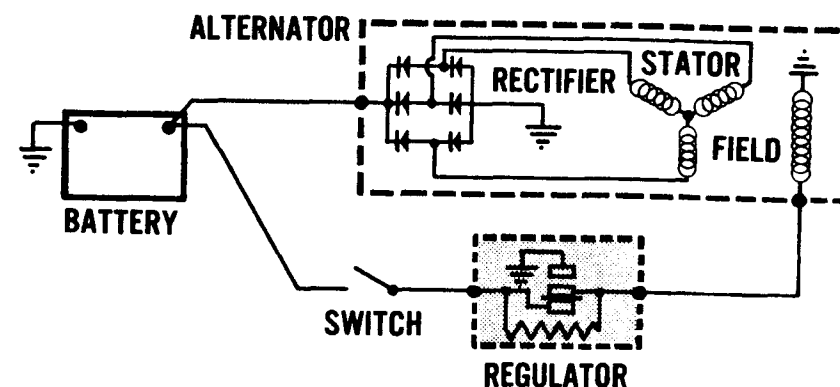 ALTERNATOR
RECTIFIER
STATOR
FIELD
BATTERY
SWITCH
REGULATOR